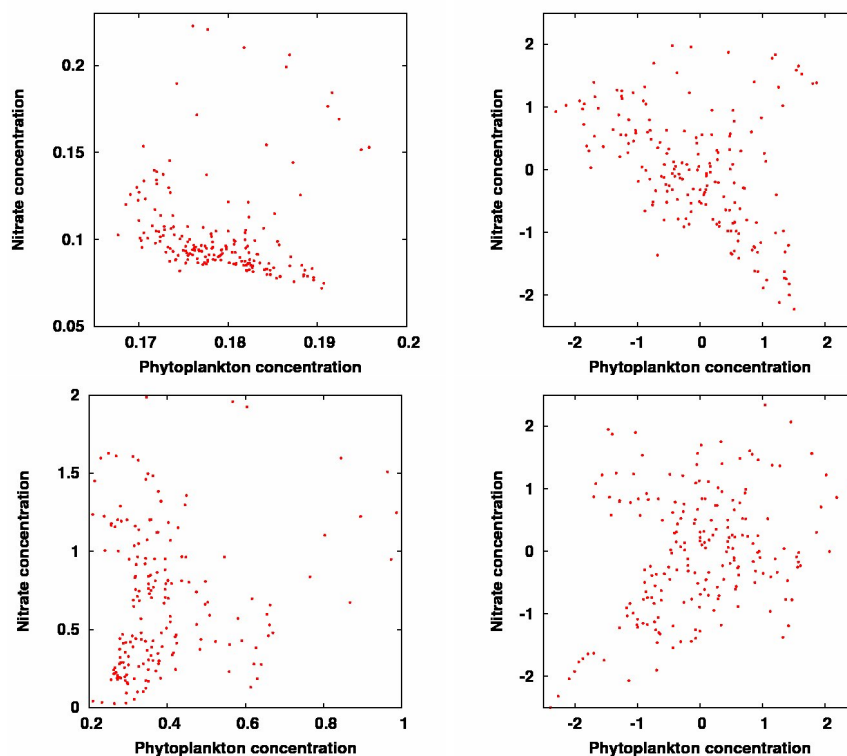 0.2
0.15
0.1
0.05
Nitrate concentration
0.17 0.18 0.19 0.2
Phytoplankton concentration
2
1
0
-1
-2
Nitrate concentration
-2 -1 0 1 2
Phytoplankton concentration
2
1.5
1
0.5
0
Nitrate concentration
0.2 0.4 0.6 0.8 1
Phytoplankton concentration
2
1
0
-1
-2
Nitrate concentration
-2 -1 0 1 2
Phytoplankton concentration